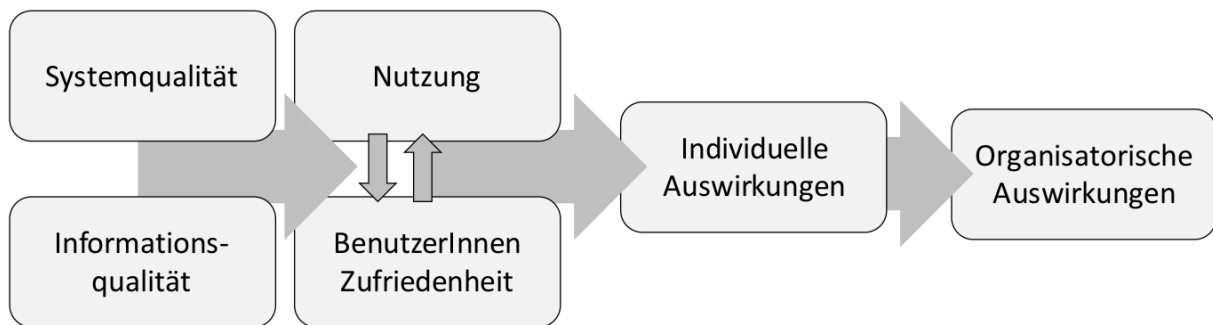 Systemqualität
Nutzung
Informations-
qualität
BenutzerInnen
Zufriedenheit
Individuelle
Auswirkungen
Organisatorische
Auswirkungen